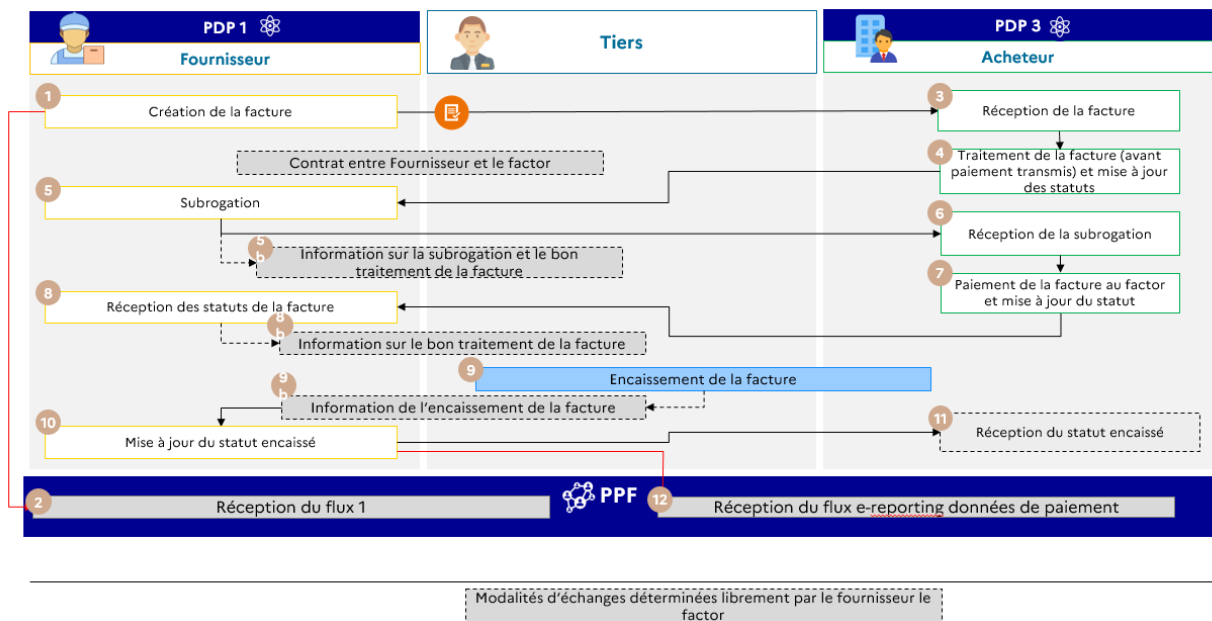 PDP 1
Fournisseur
Tiers
PDP 3
Acheteur
1
Création de la facture
3
Réception de la facture
Contrat entre Fournisseur et le factor
4
Traitement de la facture (avant
paiement transmis) et mise à jour
des statuts
5
Subrogation
6
Réception de la subrogation
5
b
Information sur la subrogation et le bon
traitement de la facture
7
Paiement de la facture au factor
et mise à jour du statut
8
Réception des statuts de la facture
8
b
Information sur le bon traitement de la facture
9
Encaissement de la facture
9
b
Information de l'encaissement de la facture
10
Mise à jour du statut encaissé
11
Réception du statut encaissé
PPF
2
Réception du flux 1
12
Réception du flux e-reporting données de paiement
Modalités d'échanges déterminées librement par le fournisseur le
factor